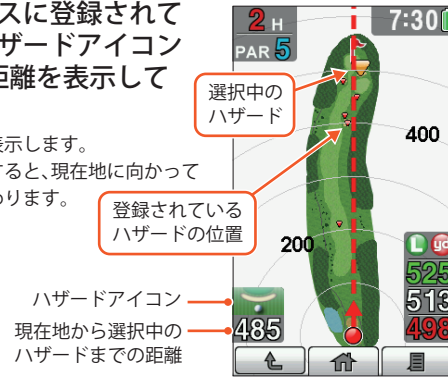 スに登録されて
ザードアイコン
距離を表示して
表示します。
すると、現在地に向かって
わります。
選択中の
ハザード
登録されている
ハザードの位置
ハザードアイコン
現在地から選択中の
ハザードまでの距離
2 H
PAR 5
7:30
400
200
L
525
513
498
485